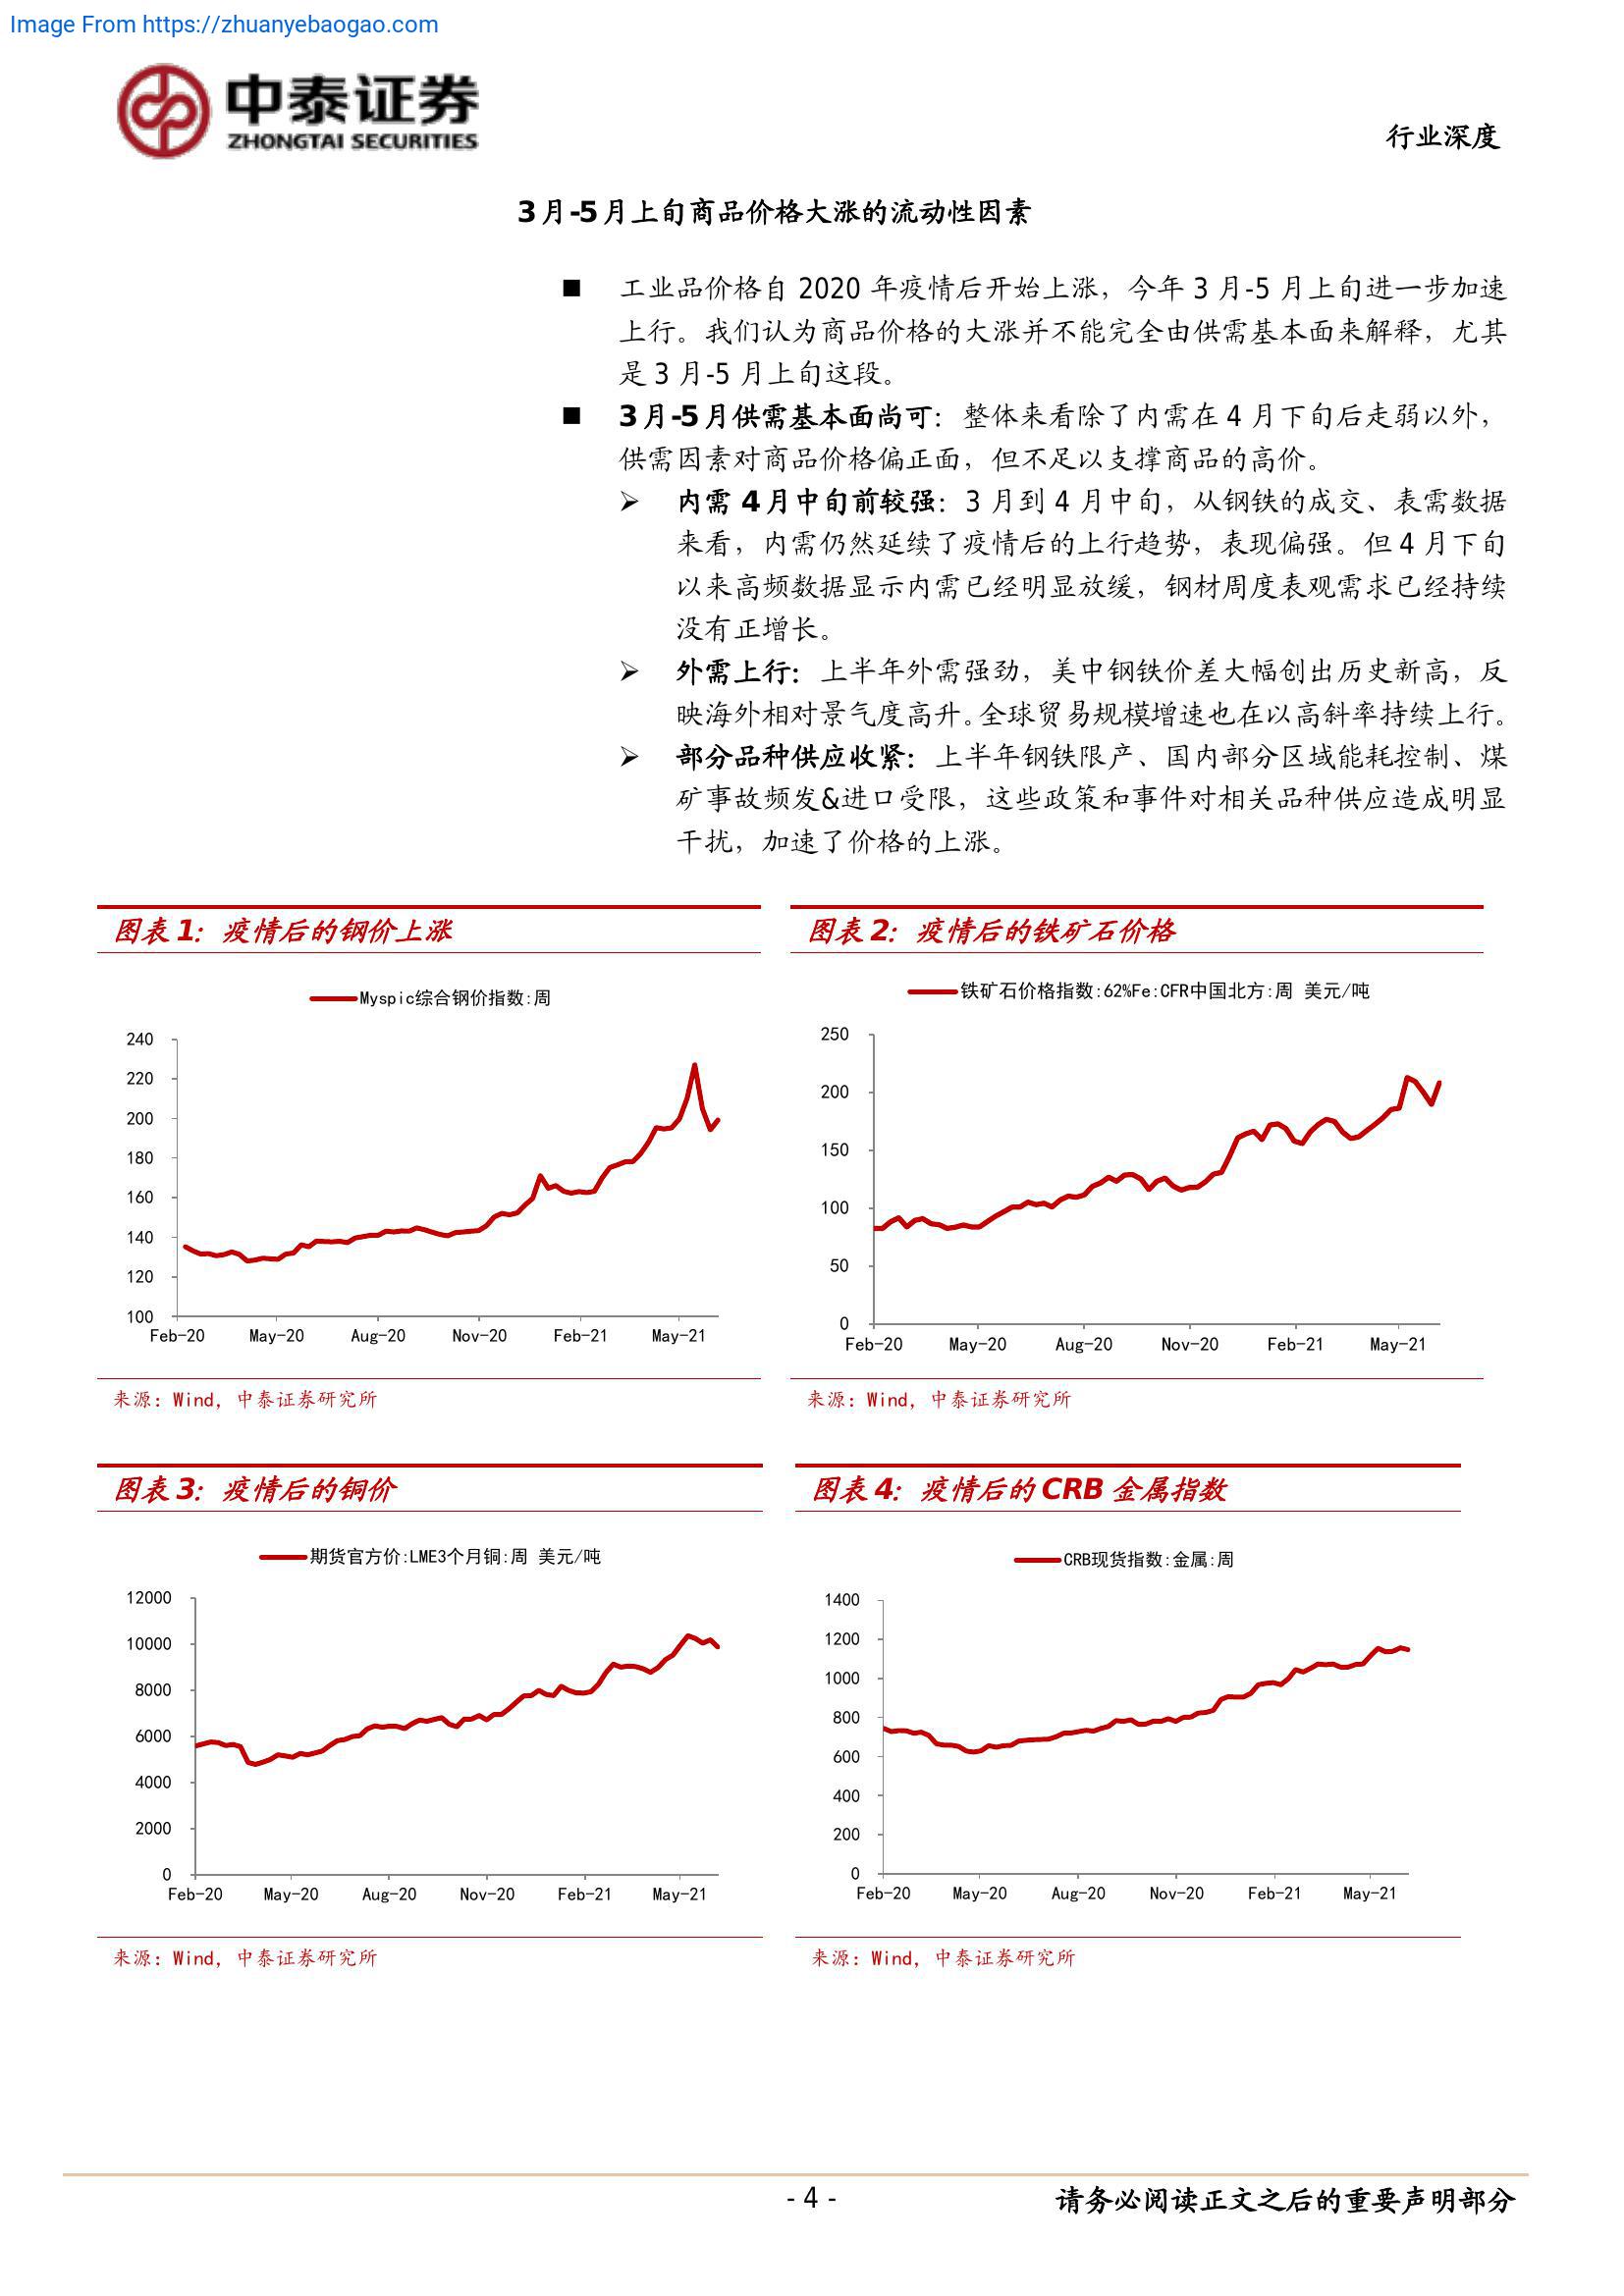 Image From https://zhuanyebaogao.com
中泰证券
ZHONGTAI SECURITIES
行业深度
3月-5月上旬商品价格大涨的流动性因素
■ 工业品价格自 2020 年疫情后开始上涨，今年 3 月-5 月上旬进一步加速
上行。我们认为商品价格的大涨并不能完全由供需基本面来解释，尤其
是 3 月-5 月上旬这段。
■ 3月-5月供需基本面尚可：整体来看除了内需在 4 月下旬后走弱以外，
供需因素对商品价格偏正面，但不足以支撑商品的高价。
➢ 内需 4月中旬前较强：3 月到 4 月中旬，从钢铁的成交、表需数据
来看，内需仍然延续了疫情后的上行趋势，表现偏强。但 4 月下旬
以来高频数据显示内需已经明显放缓，钢材周度表观需求已经持续
没有正增长。
➢ 外需上行：上半年外需强劲，美中钢铁价差大幅创出历史新高，反
映海外相对景气度高升。全球贸易规模增速也在以高斜率持续上行。
➢ 部分品种供应收紧：上半年钢铁限产、国内部分区域能耗控制、煤
矿事故频发&进口受限，这些政策和事件对相关品种供应造成明显
干扰，加速了价格的上涨。
图表 1：疫情后的钢价上涨
Myspic综合钢价指数:周
240
220
200
180
160
140
120
100
Feb-20 May-20 Aug-20 Nov-20 Feb-21 May-21
来源：Wind，中泰证券研究所
图表 2：疫情后的铁矿石价格
铁矿石价格指数:62%Fe:CFR中国北方:周 美元/吨
250
200
150
100
50
0
Feb-20 May-20 Aug-20 Nov-20 Feb-21 May-21
来源：Wind，中泰证券研究所
图表 3：疫情后的铜价
期货官方价:LME3个月铜:周 美元/吨
12000
10000
8000
6000
4000
2000
0
Feb-20 May-20 Aug-20 Nov-20 Feb-21 May-21
来源：Wind，中泰证券研究所
图表 4：疫情后的 CRB 金属指数
CRB现货指数:金属:周
1400
1200
1000
800
600
400
200
0
Feb-20 May-20 Aug-20 Nov-20 Feb-21 May-21
来源：Wind，中泰证券研究所
- 4 -
请务必阅读正文之后的重要声明部分